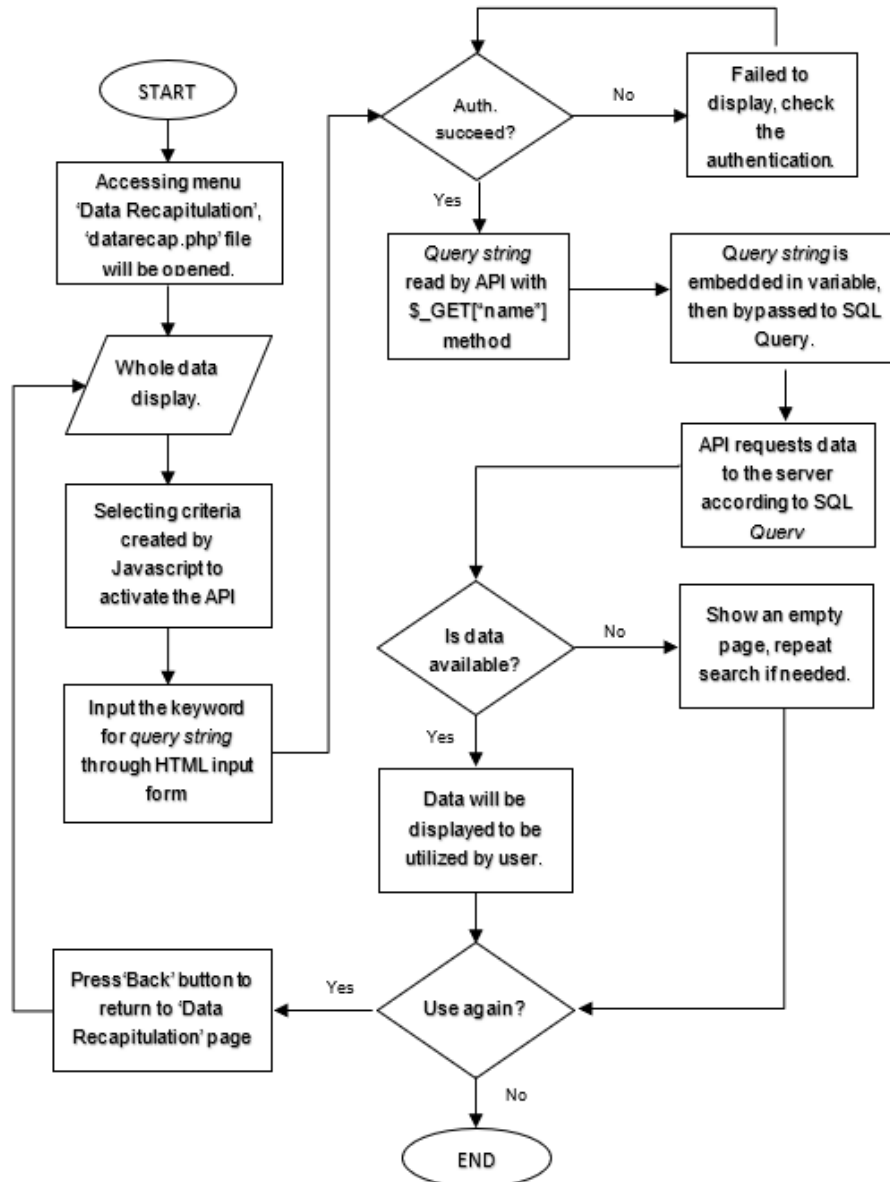 START
Accessing menu
‘Data Recapitulation’,
‘datarecap.php’ file
will be opened.
Whole data
display.
Selecting criteria
created by
Javascript to
activate the API
Input the keyword
for query string
through HTML input
form
Auth.
succeed?
No
Failed to
display, check
the
authentication.
Yes
Query string
read by API with
$_GET[“name”]
method
Query string is
embedded in variable,
then bypassed to SQL
Query.
API requests data
to the server
according to SQL
Query
Is data
available?
No
Show an empty
page, repeat
search if needed.
Yes
Data will be
displayed to be
utilized by user.
Use again?
Yes
Press ‘Back’ button to
return to ‘Data
Recapitulation’ page
No
END